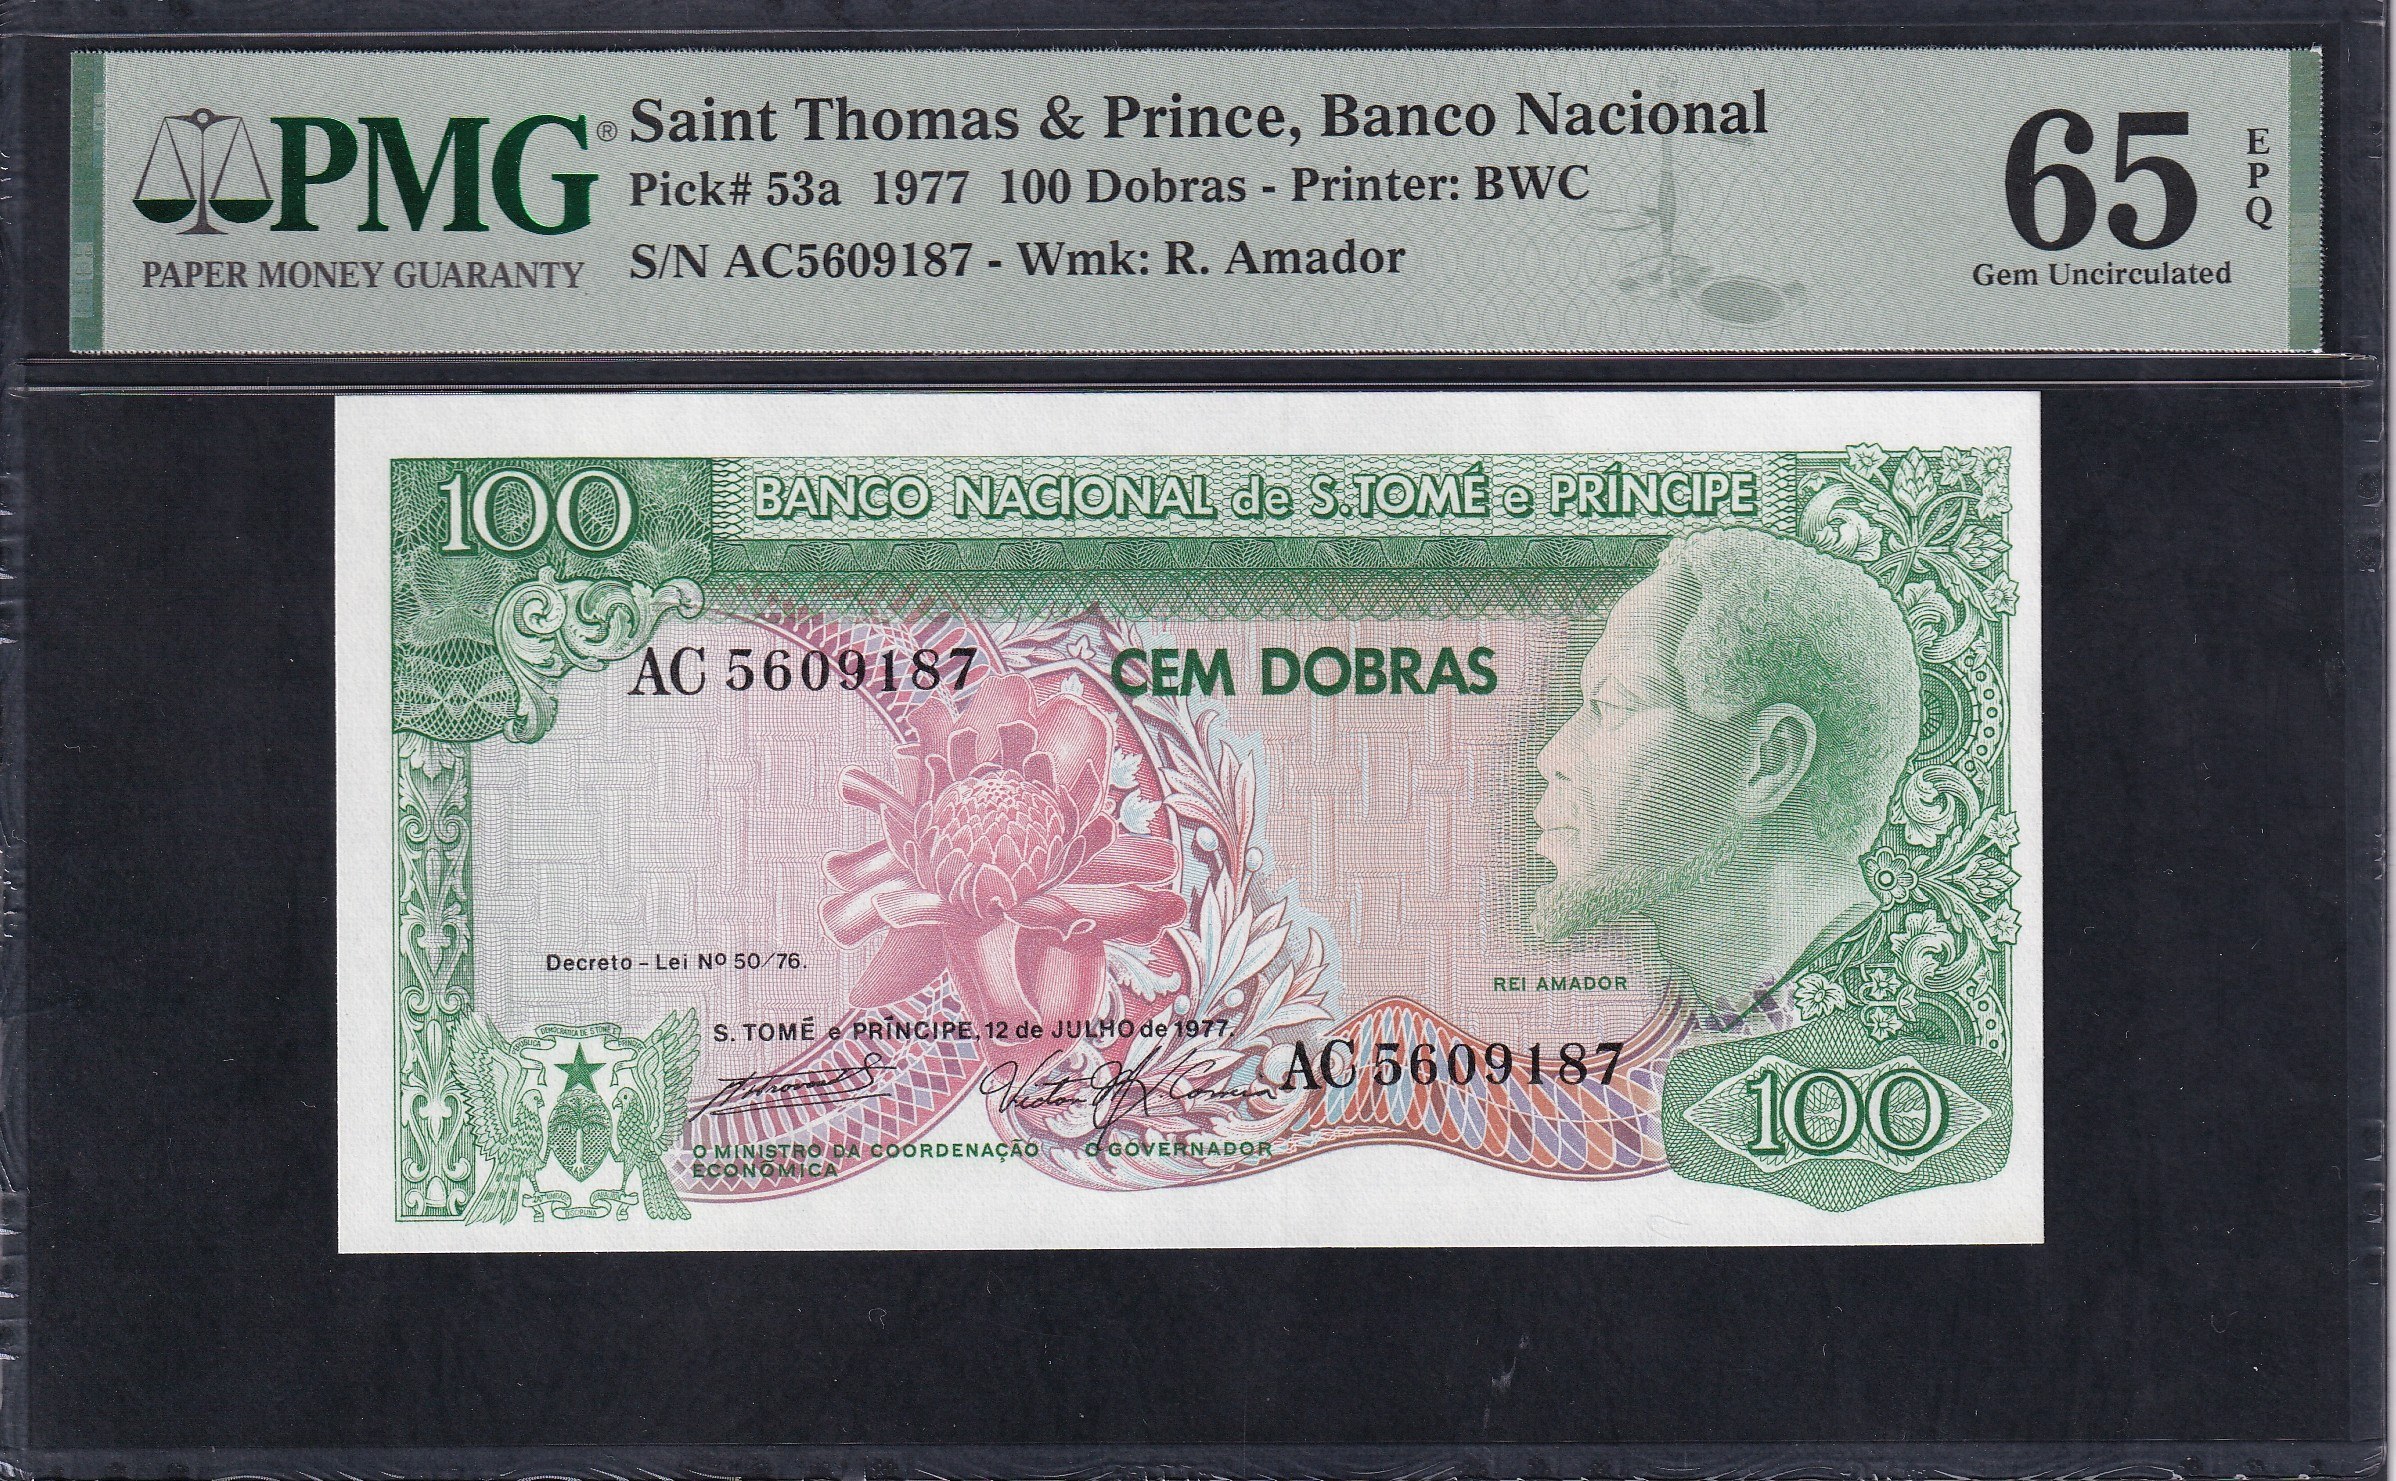 PMG®
PAPER MONEY GUARANTY
Saint Thomas & Prince, Banco Nacional
Pick# 53a 1977 100 Dobras - Printer: BWC
S/N AC5609187 - Wmk: R. Amador
65
EPQ
Gem Uncirculated
100
BANCO NACIONAL de S.TOMÉ e PRÍNCIPE
AC 5609187
CEM DOBRAS
Decreto - Lei Nº 50/76.
REI AMADOR
S. TOMÉ e PRÍNCIPE, 12 de JULHO de 1977.
AC 5609187
100
O MINISTRO DA COORDENAÇÃO
ECONÓMICA
O GOVERNADOR